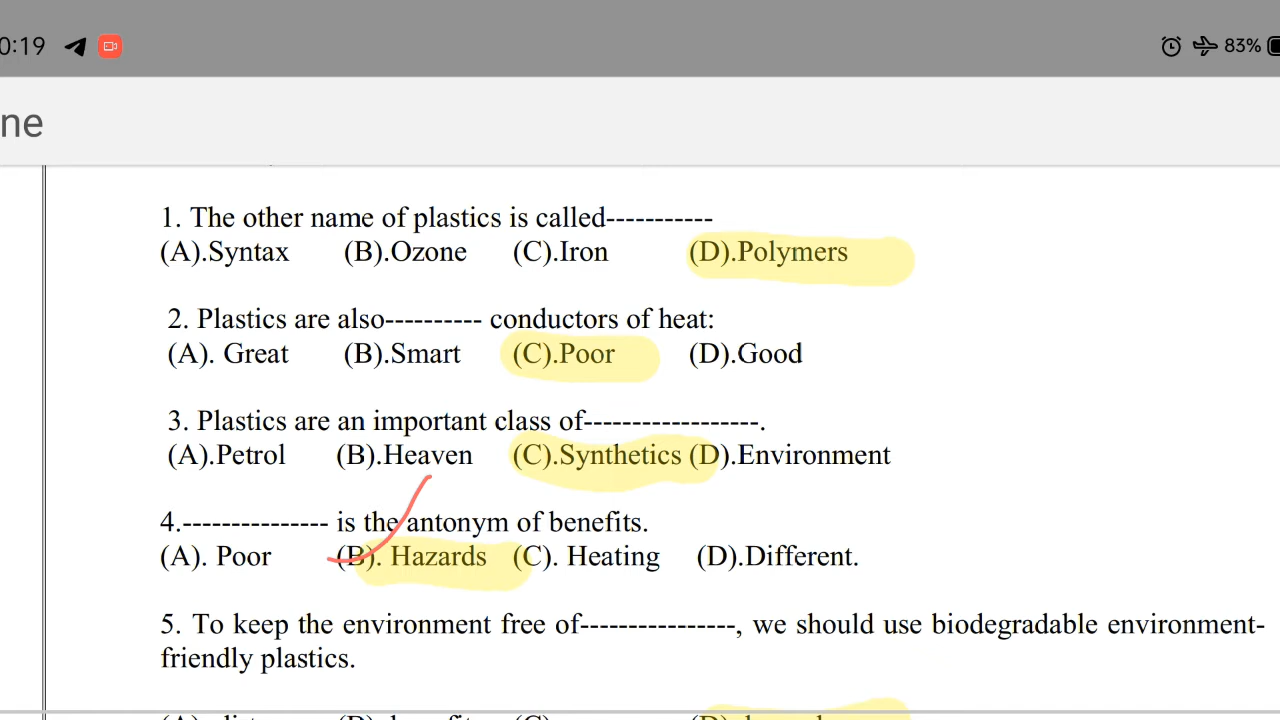 0:19 83%
ne
1. The other name of plastics is called-----------
(A).Syntax (B).Ozone (C).Iron (D).Polymers
2. Plastics are also---------- conductors of heat:
(A). Great (B).Smart (C).Poor (D).Good
3. Plastics are an important class of------------------.
(A).Petrol (B).Heaven (C).Synthetics (D).Environment
4.--------------- is the antonym of benefits.
(A). Poor (B). Hazards (C). Heating (D).Different.
5. To keep the environment free of----------------, we should use biodegradable environment-
friendly plastics.